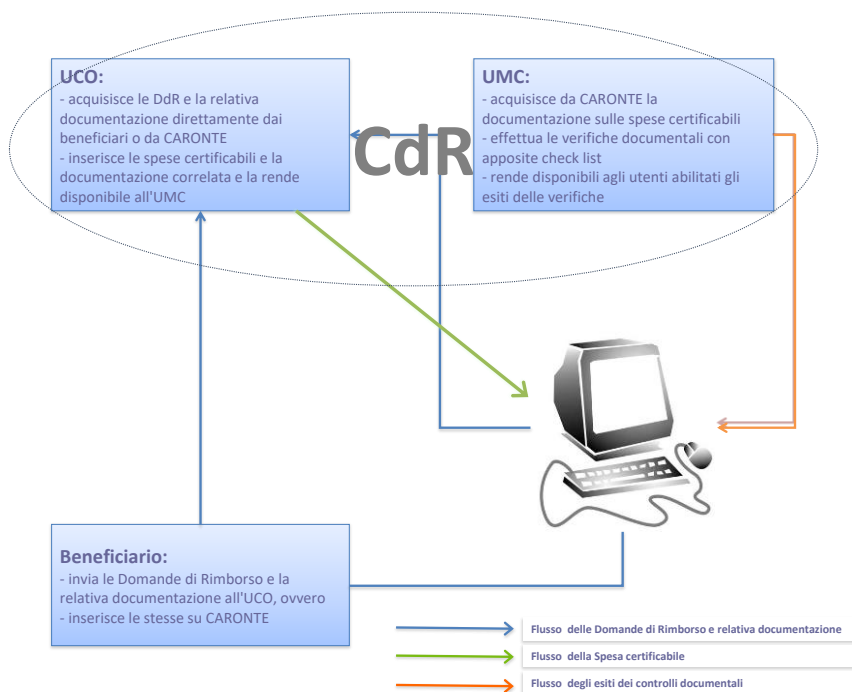 UCO:
- acquisisce le DdR e la relativa
documentazione direttamente dai
beneficiari o da CARONTE
- inserisce le spese certificabili e la
documentazione correlata e la rende
disponibile all'UMC
CdR
UMC:
- acquisisce da CARONTE la
documentazione sulle spese certificabili
- effettua le verifiche documentali con
apposite check list
- rende disponibili agli utenti abilitati gli
esiti delle verifiche
Beneficiario:
- invia le Domande di Rimborso e la
relativa documentazione all'UCO, ovvero
- inserisce le stesse su CARONTE
Flusso delle Domande di Rimborso e relativa documentazione
Flusso della Spesa certificabile
Flusso degli esiti dei controlli documentali